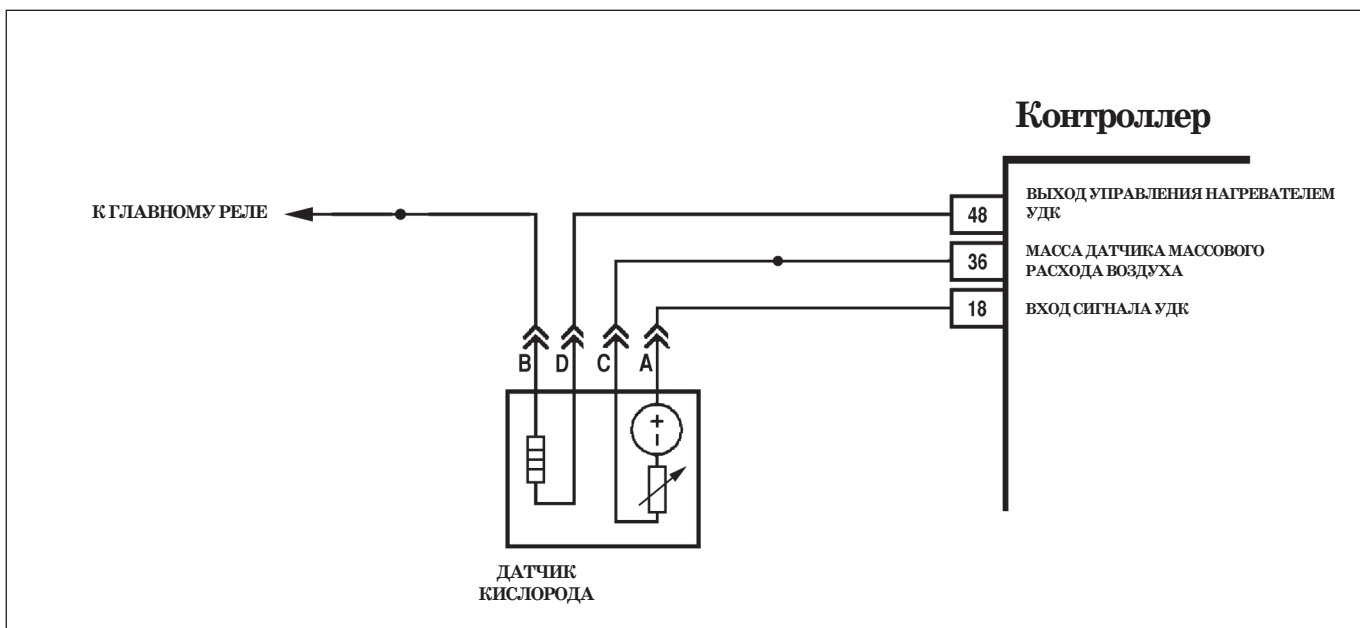 Контроллер
К ГЛАВНОМУ РЕЛЕ
48
ВЫХОД УПРАВЛЕНИЯ НАГРЕВАТЕЛЕМ
УДК
36
МАССА ДАТЧИКА МАССОВОГО
РАСХОДА ВОЗДУХА
18
ВХОД СИГНАЛА УДК
B D C A
+
–
ДАТЧИК
КИСЛОРОДА